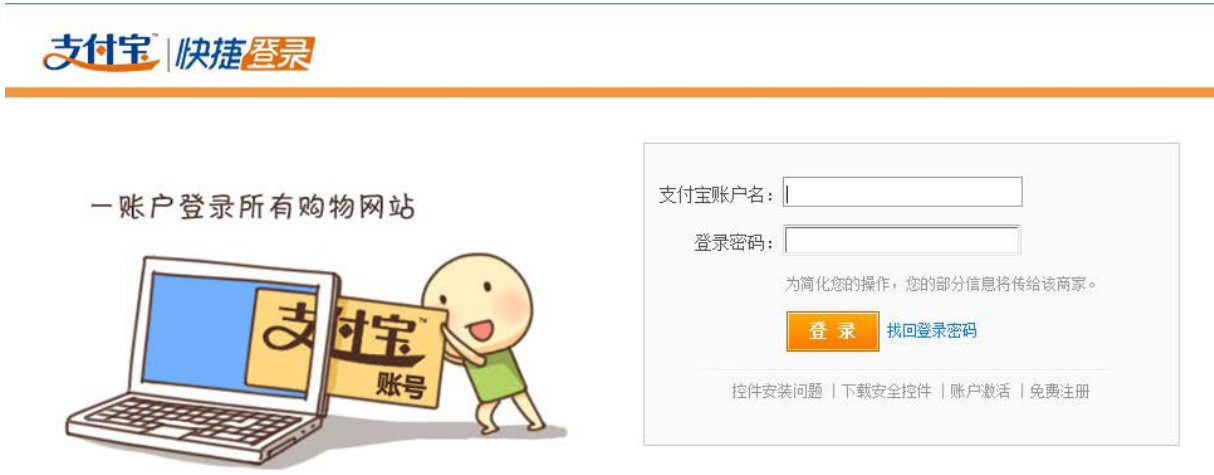 支付宝™ | 快捷登录
一账户登录所有购物网站
支付宝™
账号
支付宝账户名：
登录密码：
为简化您的操作，您的部分信息将传给该商家。
登 录 找回登录密码
控件安装问题 | 下载安全控件 | 账户激活 | 免费注册